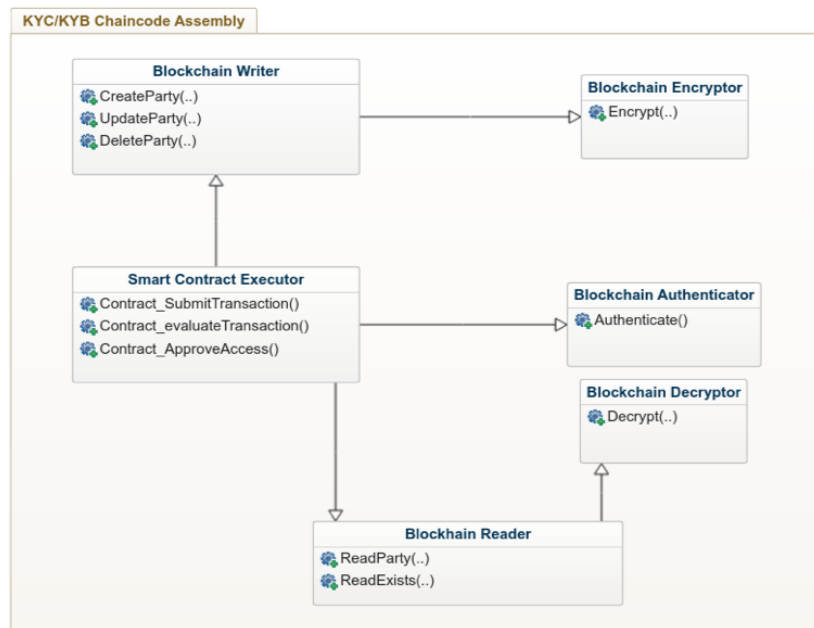 KYC/KYB Chaincode Assembly
Blockchain Writer
CreateParty(..)
UpdateParty(..)
DeleteParty(..)
Blockchain Encryptor
Encrypt(..)
Smart Contract Executor
Contract_SubmitTransaction()
Contract_evaluateTransaction()
Contract_ApproveAccess()
Blockchain Authenticator
Authenticate()
Blockchain Decryptor
Decrypt(..)
Blockhain Reader
ReadParty(..)
ReadExists(..)